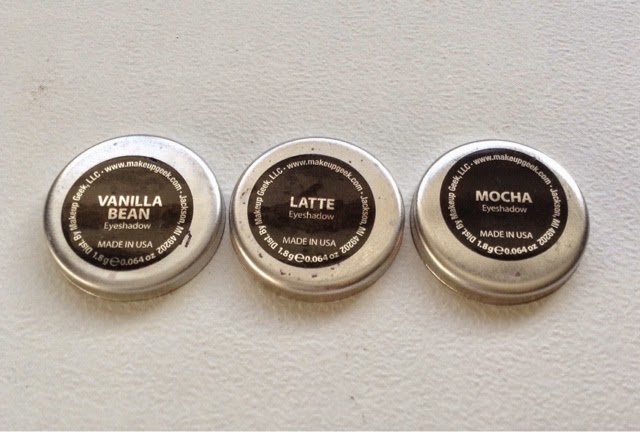 Dist. By Makeup Geek, LLC · www.makeupgeek.com · Jackson, MI 49202
VANILLA
BEAN
Eyeshadow
MADE IN USA
1.8g℮0.064 oz
Dist. By Makeup Geek, LLC · www.makeupgeek.com · Jackson, MI 49202
LATTE
Eyeshadow
MADE IN USA
1.8g℮0.064 oz
Dist. By Makeup Geek, LLC · www.makeupgeek.com · Jackson, MI 49202
MOCHA
Eyeshadow
MADE IN USA
1.8g℮0.064 oz